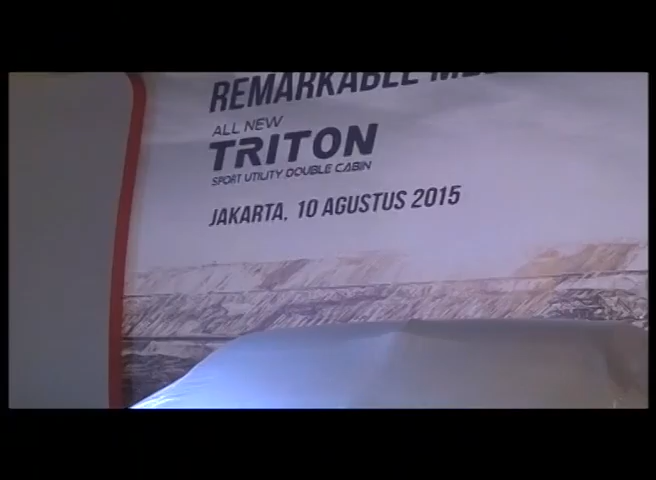 REMARKABLE
ALL NEW
TRITON
SPORT UTILITY DOUBLE CABIN
JAKARTA, 10 AGUSTUS 2015